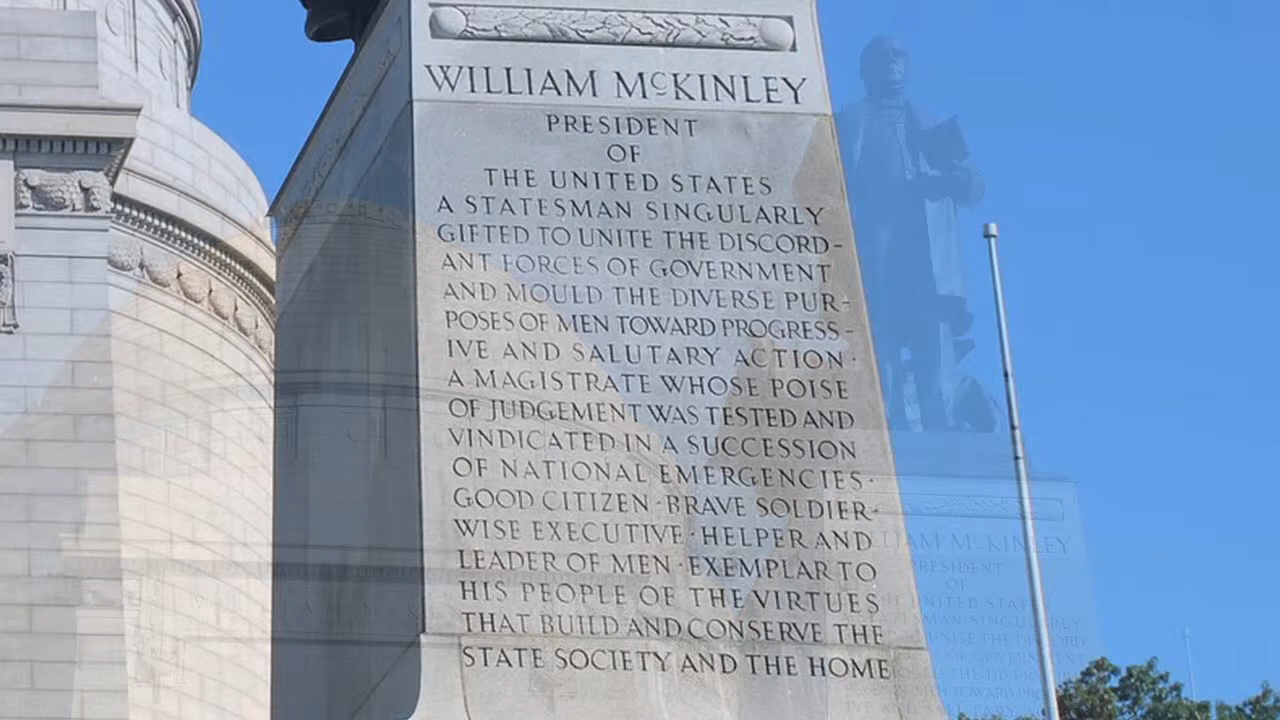 WILLIAM McKINLEY
PRESIDENT
OF
THE UNITED STATES
A STATESMAN SINGULARLY
GIFTED TO UNITE THE DISCORD-
ANT FORCES OF GOVERNMENT
AND MOULD THE DIVERSE PUR-
POSES OF MEN TOWARD PROGRESS-
IVE AND SALUTARY ACTION·
A MAGISTRATE WHOSE POISE
OF JUDGEMENT WAS TESTED AND
VINDICATED IN A SUCCESSION
OF NATIONAL EMERGENCIES·
GOOD CITIZEN·BRAVE SOLDIER·
WISE EXECUTIVE·HELPER AND
LEADER OF MEN·EXEMPLAR TO
HIS PEOPLE OF THE VIRTUES
THAT BUILD AND CONSERVE THE
STATE SOCIETY AND THE HOME
McKINLEY
PRESIDENT
OF